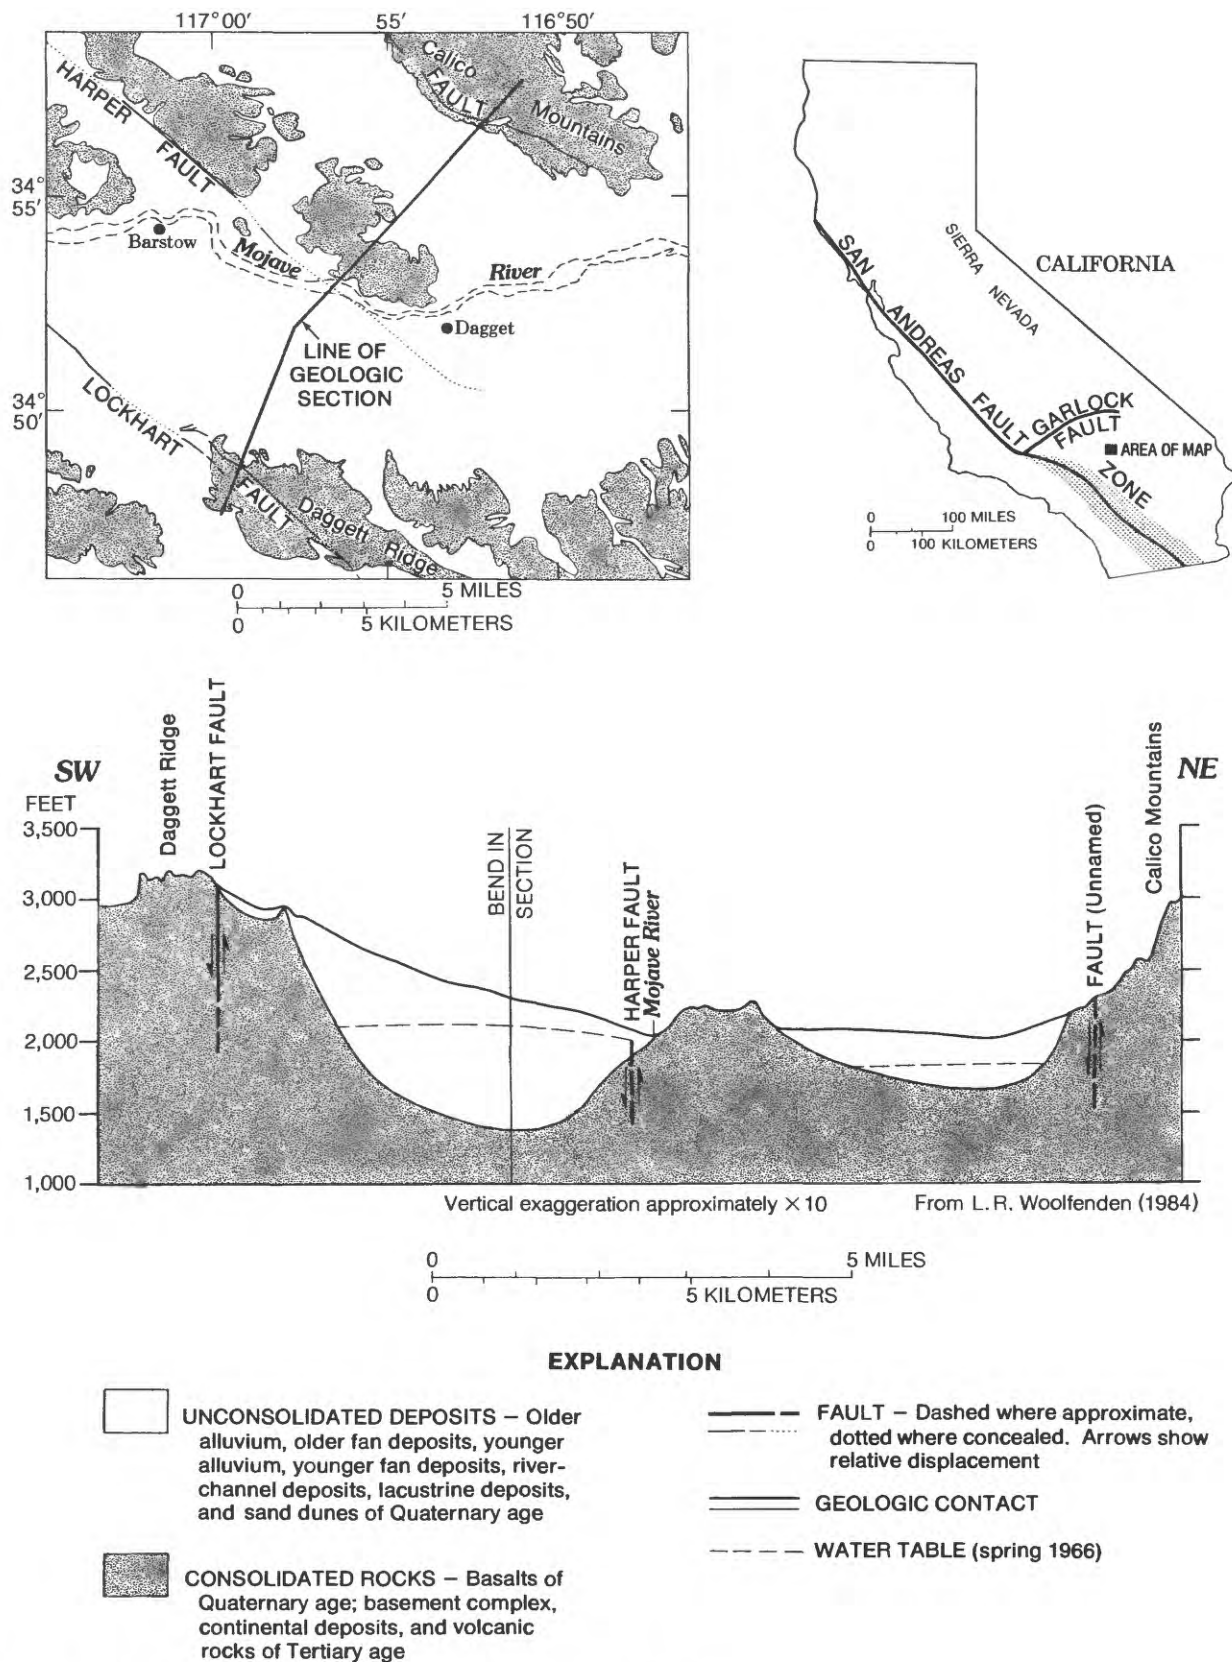 117°00′
55′
116°50′
34°
55′
34°
50′
HARPER
FAULT
Calico
FAULT
Mountains
Barstow
Mojave
River
Dagget
LINE OF
GEOLOGIC
SECTION
LOCKHART
FAULT
Daggett
Ridge
0 5 MILES
0 5 KILOMETERS
SIERRA
NEVADA
CALIFORNIA
SAN
ANDREAS
FAULT
ZONE
GARLOCK
FAULT
AREA OF MAP
0 100 MILES
0 100 KILOMETERS
SW
NE
FEET
3,500
3,000
2,500
2,000
1,500
1,000
Daggett Ridge
LOCKHART FAULT
BEND IN
SECTION
HARPER FAULT
Mojave River
FAULT (Unnamed)
Calico Mountains
Vertical exaggeration approximately ×10
From L.R. Woolfenden (1984)
0 5 MILES
0 5 KILOMETERS
EXPLANATION
UNCONSOLIDATED DEPOSITS – Older
alluvium, older fan deposits, younger
alluvium, younger fan deposits, river-
channel deposits, lacustrine deposits,
and sand dunes of Quaternary age
CONSOLIDATED ROCKS – Basalts of
Quaternary age; basement complex,
continental deposits, and volcanic
rocks of Tertiary age
FAULT – Dashed where approximate,
dotted where concealed. Arrows show
relative displacement
GEOLOGIC CONTACT
WATER TABLE (spring 1966)